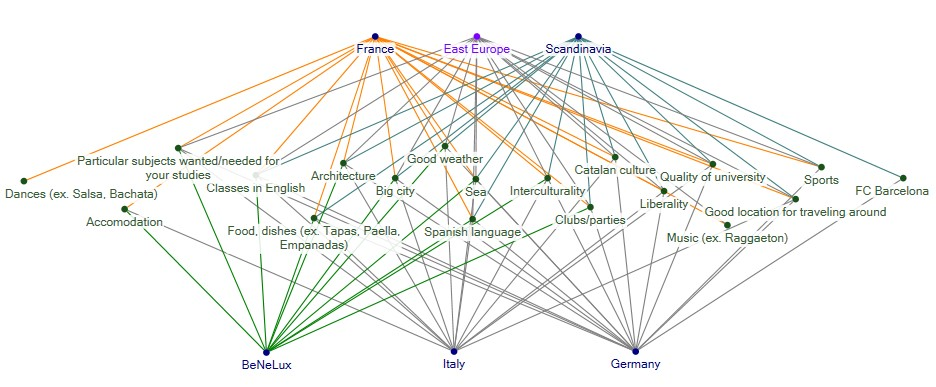 France
East Europe
Scandinavia
Good weather
Particular subjects wanted/needed for
your studies
Catalan culture
Architecture
Quality of university
Sports
Classes in English
Big city
Sea
Interculturality
FC Barcelona
Dances (ex. Salsa, Bachata)
Liberality
Good location for traveling around
Accomodation
Clubs/parties
Food, dishes (ex. Tapas, Paella,
Empanadas)
Spanish language
Music (ex. Raggaeton)
BeNeLux
Italy
Germany